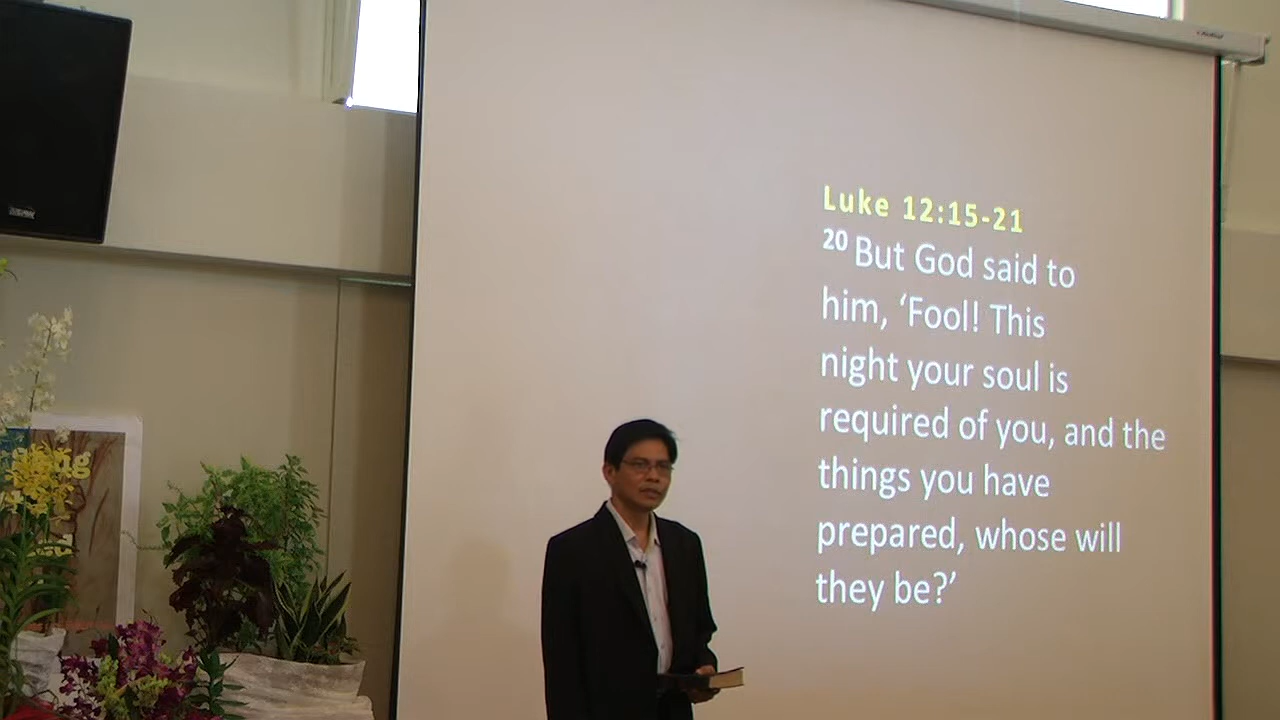 Luke 12:15-21
20 But God said to
him, ‘Fool! This
night your soul is
required of you, and the
things you have
prepared, whose will
they be?’